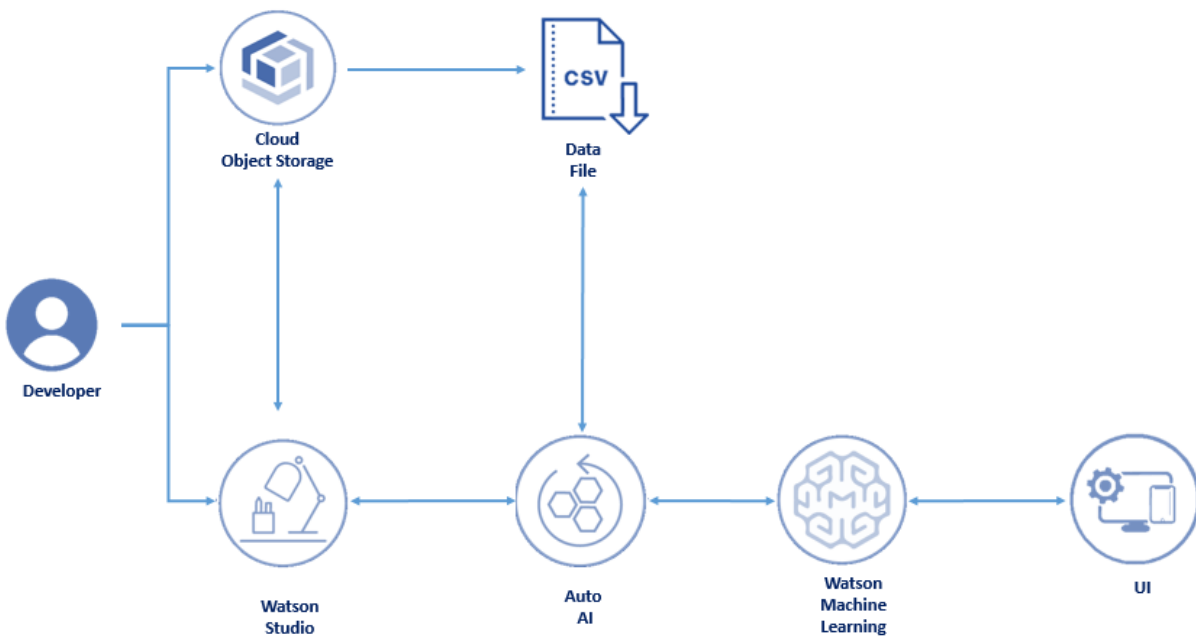 CSV
Cloud
Object Storage
Data
File
Developer
Watson
Studio
Auto
AI
Watson
Machine
Learning
UI